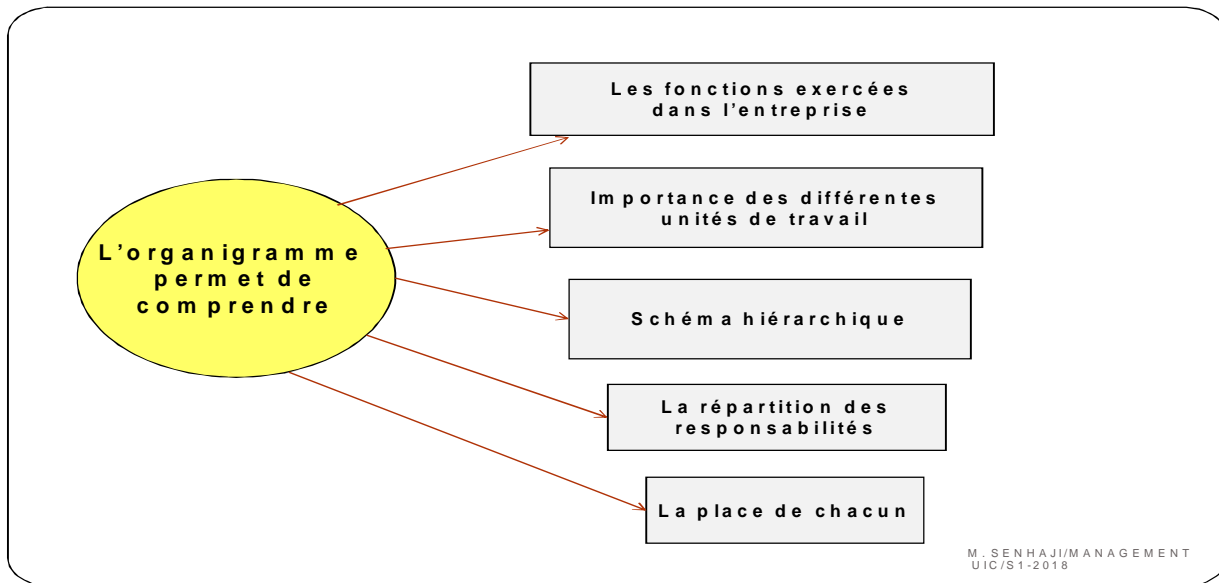 Les fonctions exercées
dans l'entreprise
Importance des différentes
unités de travail
L'organigramme
permet de
comprendre
Schéma hiérarchique
La répartition des
responsabilités
La place de chacun
M. SENHAJI/MANAGEMENT
UIC/S1-2018